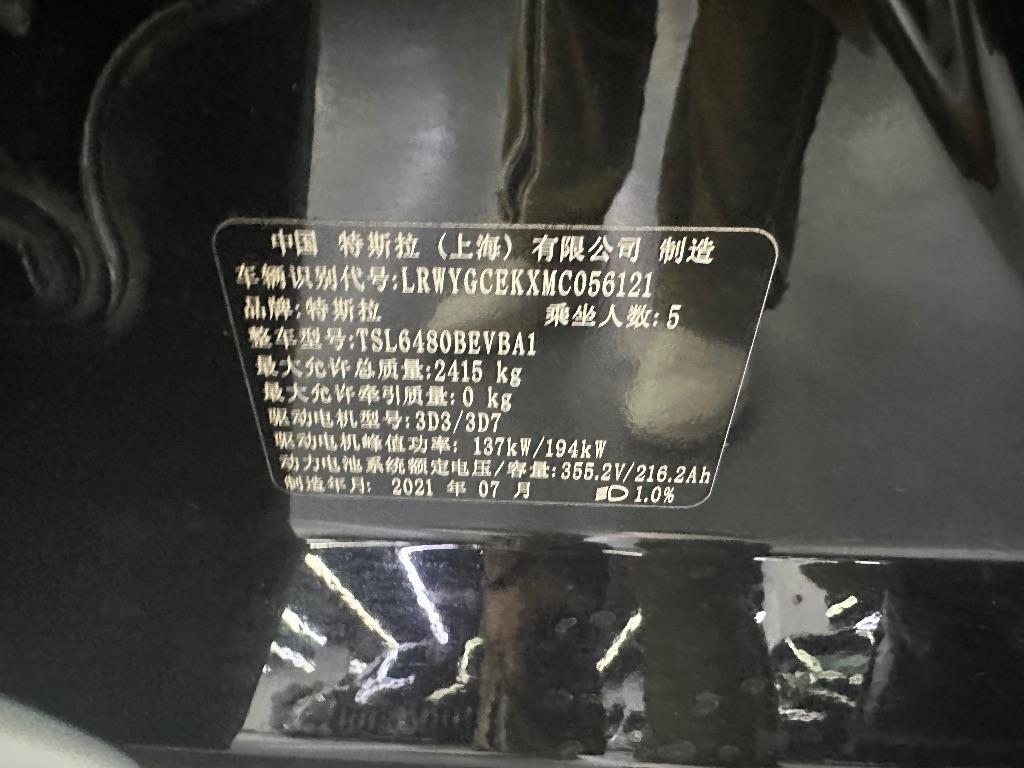 中国 特斯拉（上海）有限公司 制造
车辆识别代号:LRWYGCEKXMC056121
品牌:特斯拉 乘坐人数:5
整车型号:TSL6480BEVBA1
最大允许总质量:2415 kg
最大允许牵引质量:0 kg
驱动电机型号:3D3/3D7
驱动电机峰值功率: 137kW/194kW
动力电池系统额定电压/容量:355.2V/216.2Ah
制造年月: 2021 年 07 月 1.0%